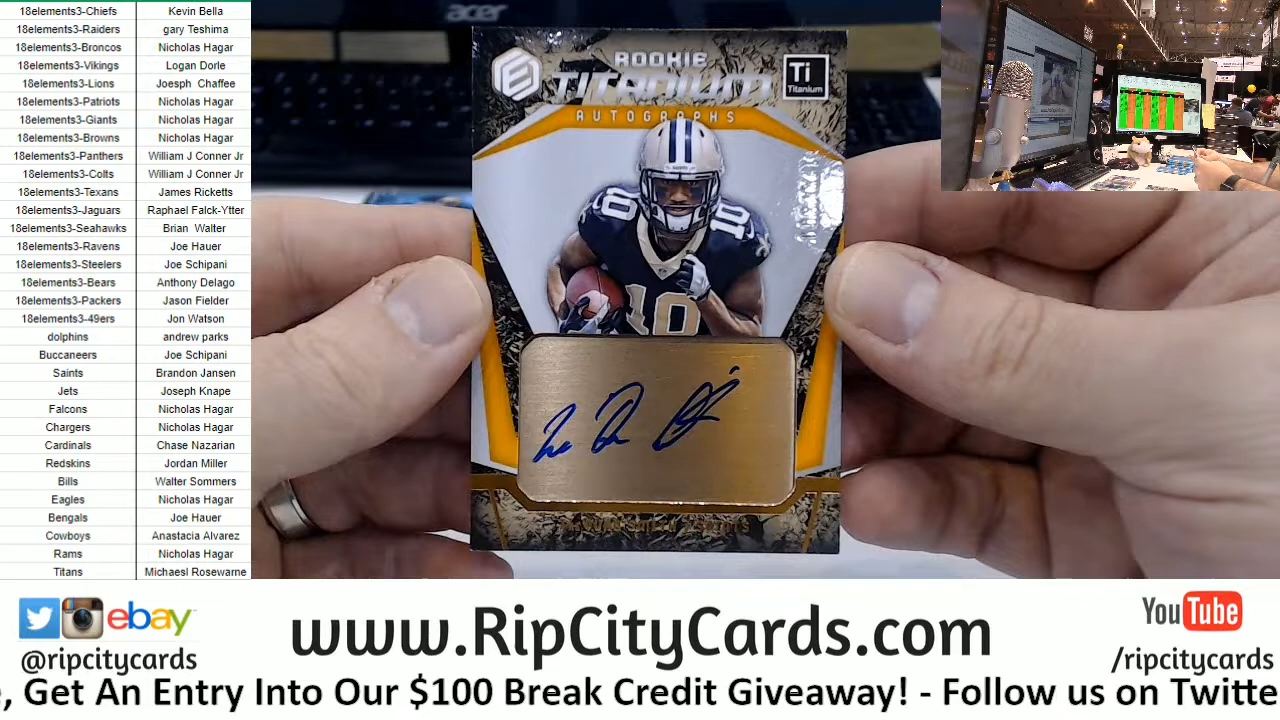 18elements3-Chiefs Kevin Bella
18elements3-Raiders gary Teshima
18elements3-Broncos Nicholas Hagar
18elements3-Vikings Logan Dorle
18elements3-Lions Joesph Chaffee
18elements3-Patriots Nicholas Hagar
18elements3-Giants Nicholas Hagar
18elements3-Browns Nicholas Hagar
18elements3-Panthers William J Conner Jr
18elements3-Colts William J Conner Jr
18elements3-Texans James Ricketts
18elements3-Jaguars Raphael Falck-Ytter
18elements3-Seahawks Brian Walter
18elements3-Ravens Joe Hauer
18elements3-Steelers Joe Schipani
18elements3-Bears Anthony Delago
18elements3-Packers Jason Fielder
18elements3-49ers Jon Watson
dolphins andrew parks
Buccaneers Joe Schipani
Saints Brandon Jansen
Jets Joseph Knape
Falcons Nicholas Hagar
Chargers Nicholas Hagar
Cardinals Chase Nazarian
Redskins Jordan Miller
Bills Walter Sommers
Eagles Nicholas Hagar
Bengals Joe Hauer
Cowboys Anastacia Alvarez
Rams Nicholas Hagar
Titans Michaesl Rosewarne
acer
ROOKIE
TITANIUM
Ti
Titanium
AUTOGRAPHS
10
10
10
ebay
@ripcitycards
www.RipCityCards.com
YouTube
/ripcitycards
, Get An Entry Into Our $100 Break Credit Giveaway! - Follow us on Twitte